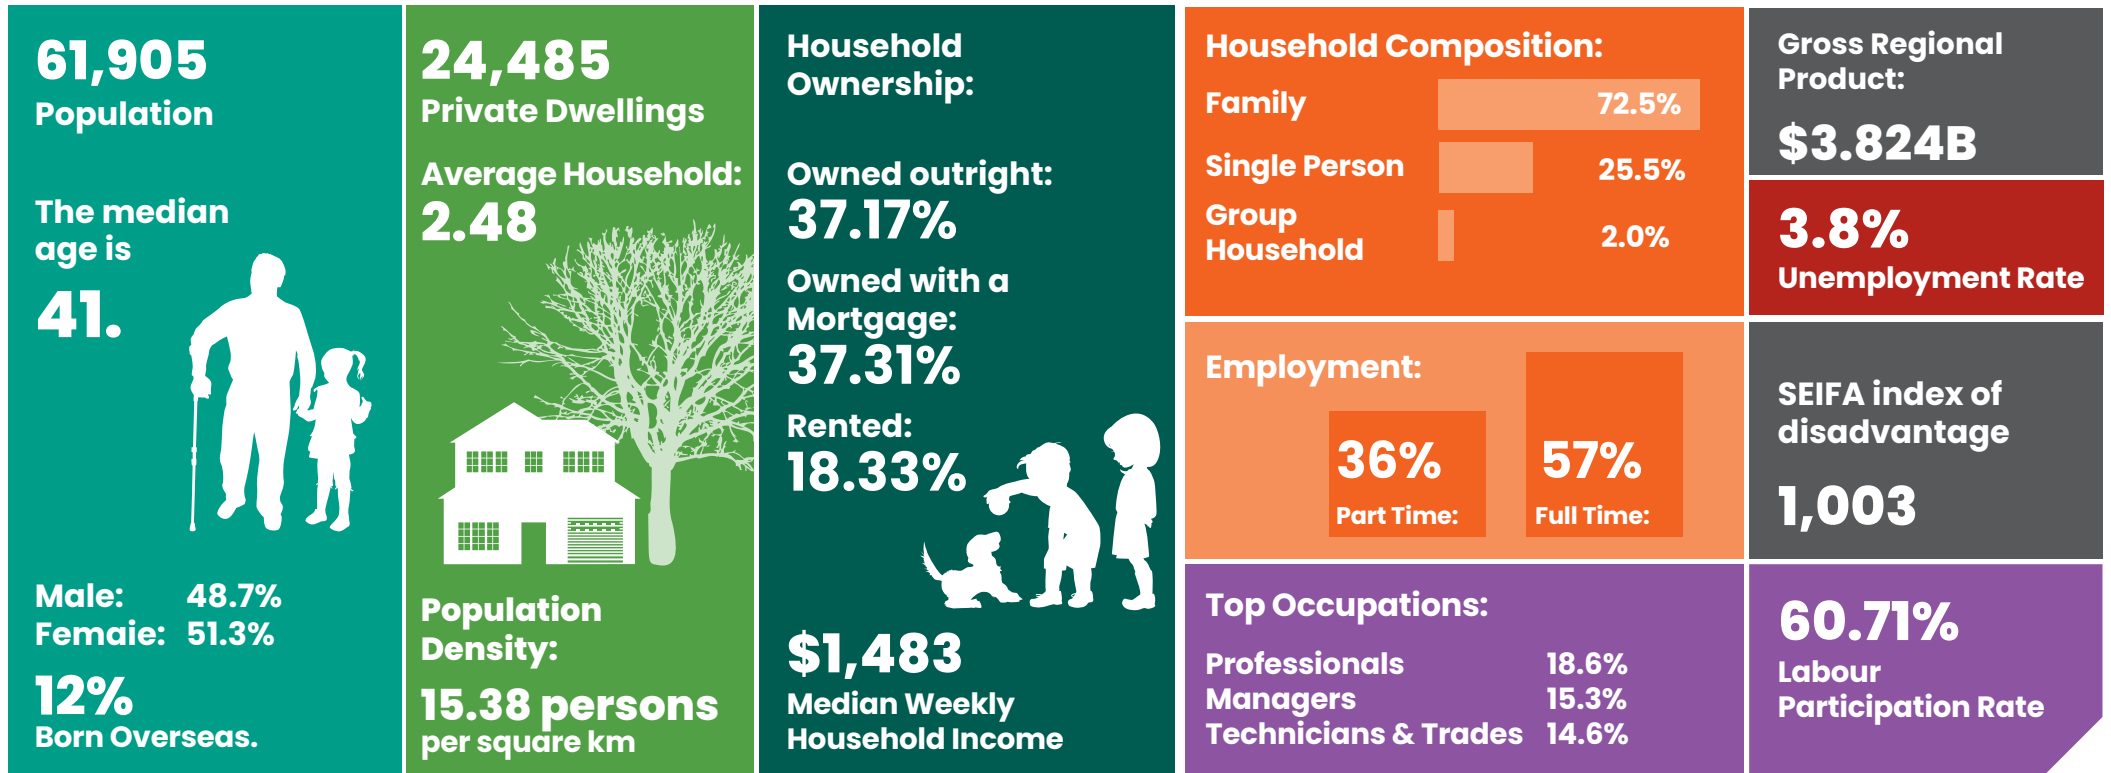 61,905
Population
The median
age is
41.
Male: 48.7%
Femaie: 51.3%
12%
Born Overseas.
24,485
Private Dwellings
Average Household:
2.48
Population
Density:
15.38 persons
per square km
Household
Ownership:
Owned outright:
37.17%
Owned with a
Mortgage:
37.31%
Rented:
18.33%
$1,483
Median Weekly
Household Income
Household Composition:
Family 72.5%
Single Person 25.5%
Group
Household 2.0%
Employment:
36%
Part Time:
57%
Full Time:
Top Occupations:
Professionals 18.6%
Managers 15.3%
Technicians & Trades 14.6%
Gross Regional
Product:
$3.824B
3.8%
Unemployment Rate
SEIFA index of
disadvantage
1,003
60.71%
Labour
Participation Rate